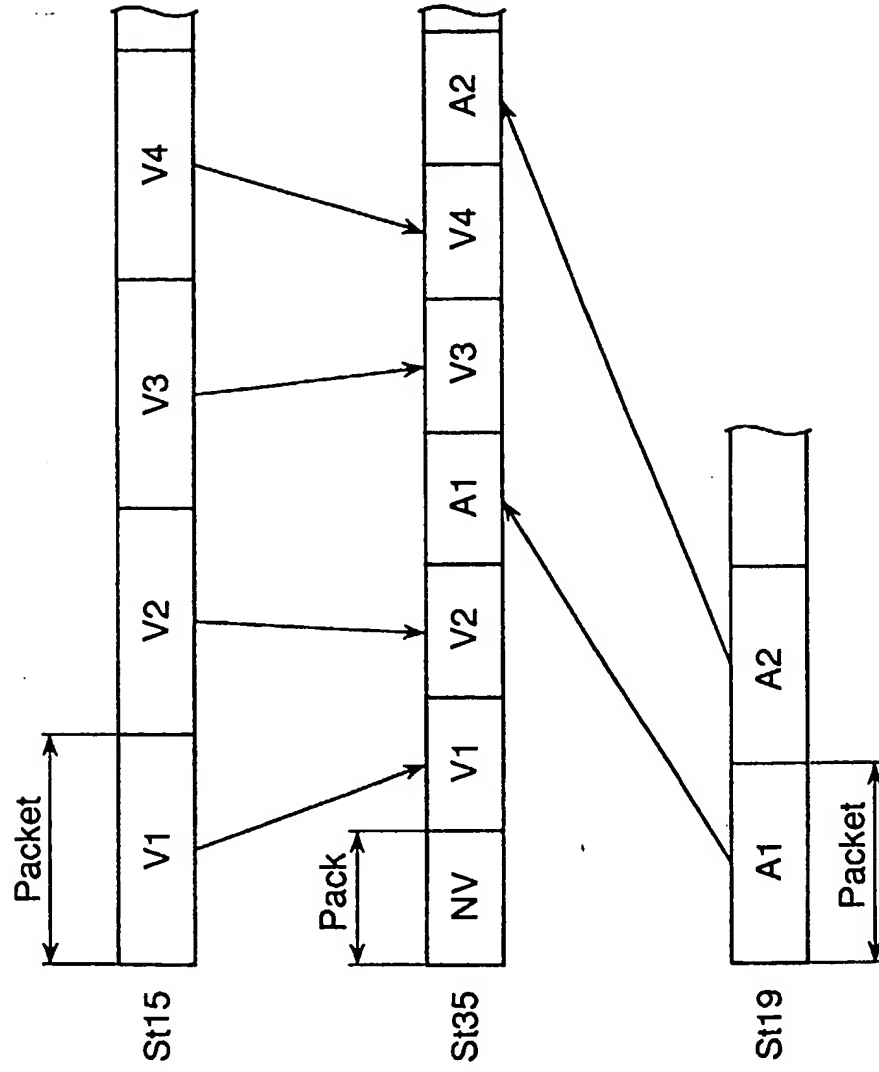 Packet
St15 V1 V2 V3 V4
Pack
St35 NV V1 V2 A1 V3 V4 A2
St19 A1 A2
Packet